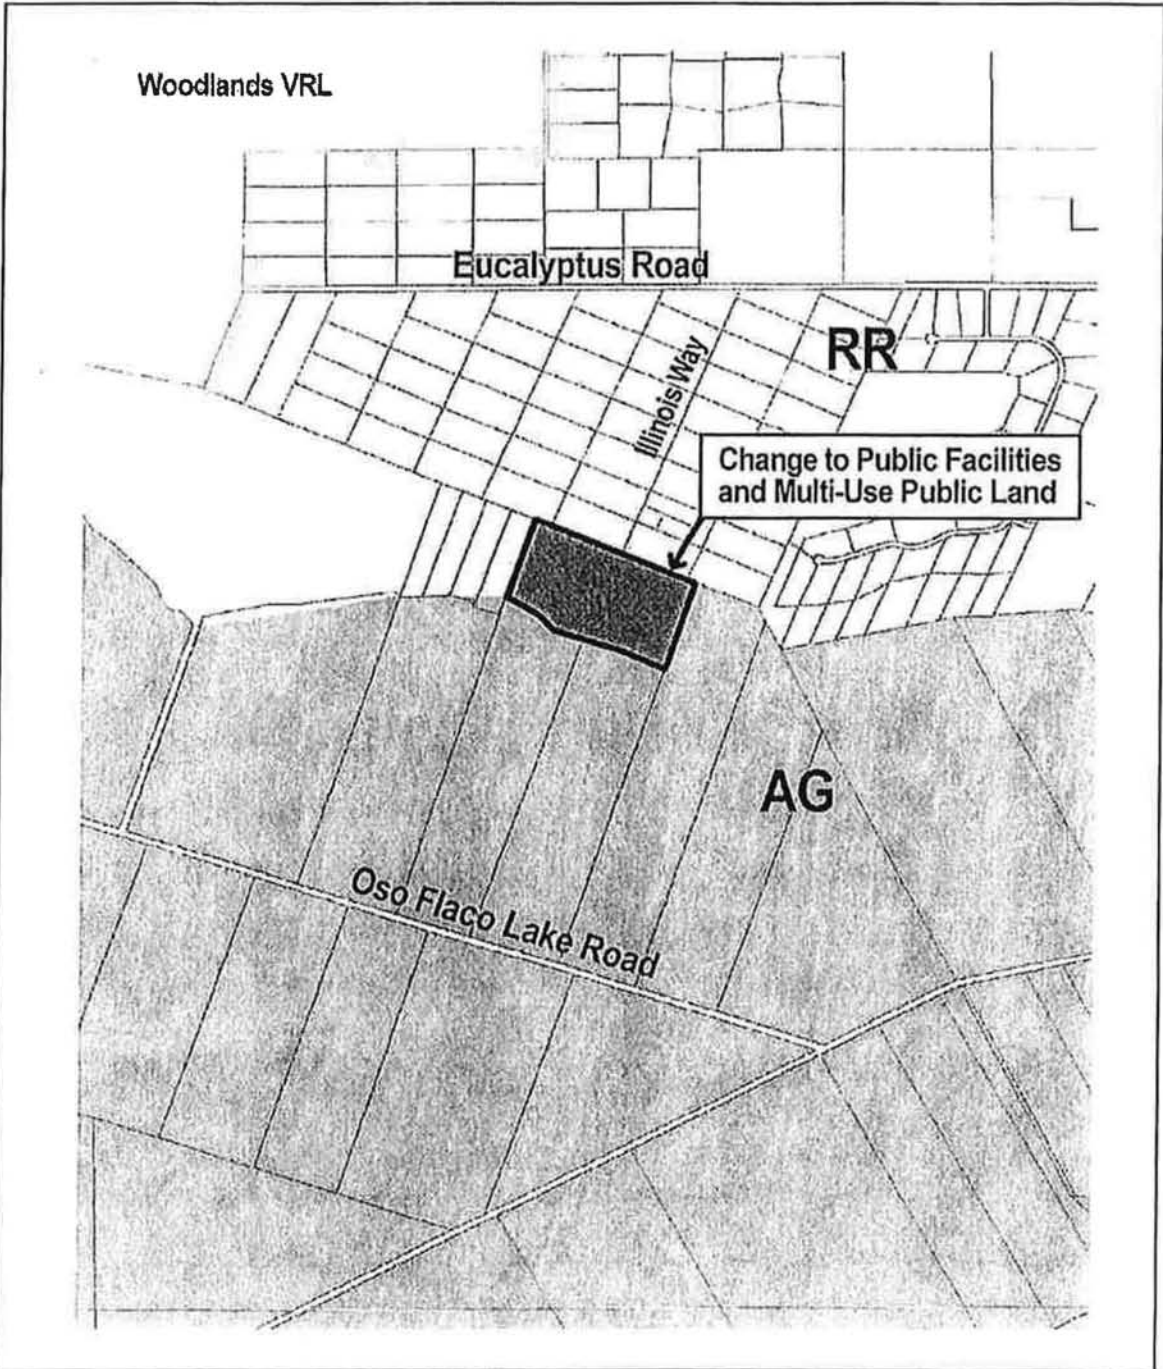 Woodlands VRL
Eucalyptus Road
RR
Illinois Way
Change to Public Facilities
and Multi-Use Public Land
AG
Oso Flaco Lake Road